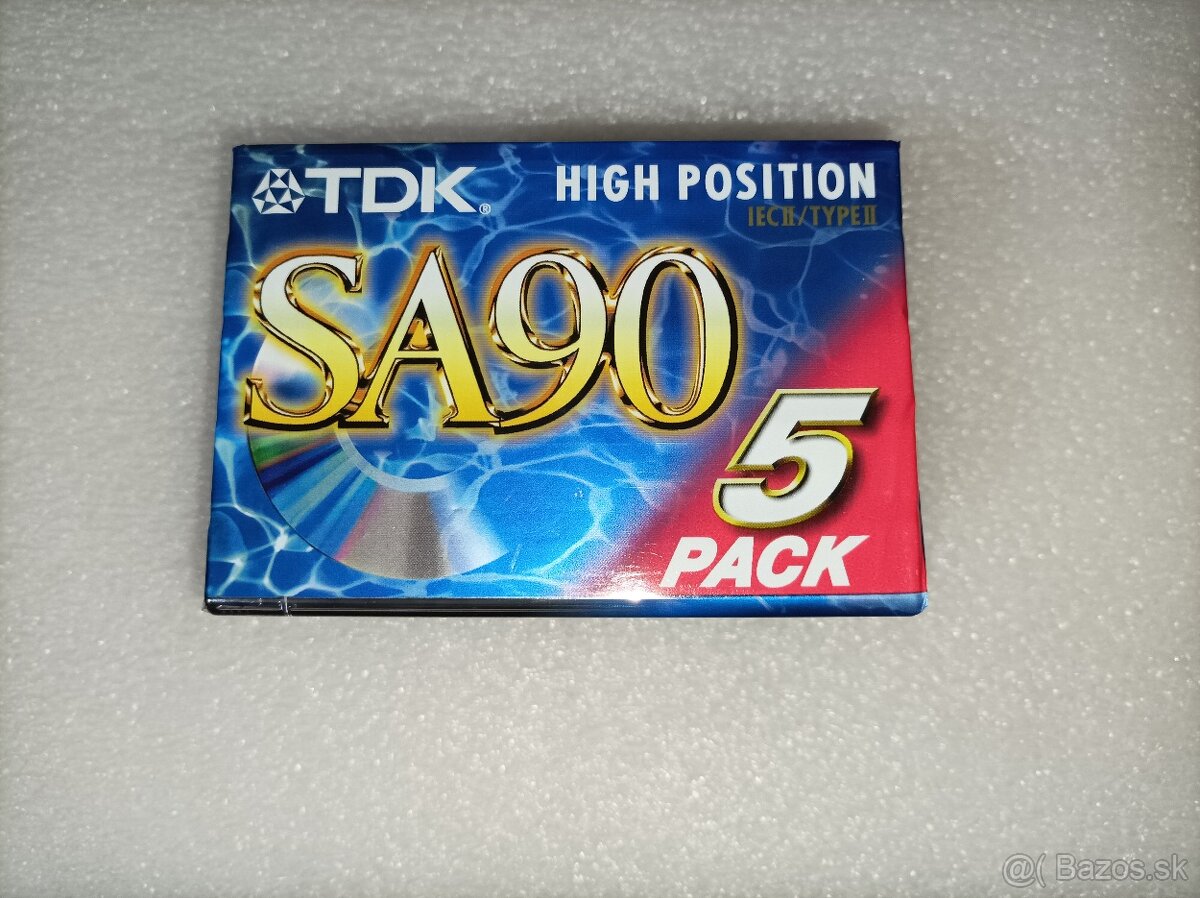 TDK®
HIGH POSITION
IECII/TYPEII
SA90
5
PACK
@( Bazos.sk